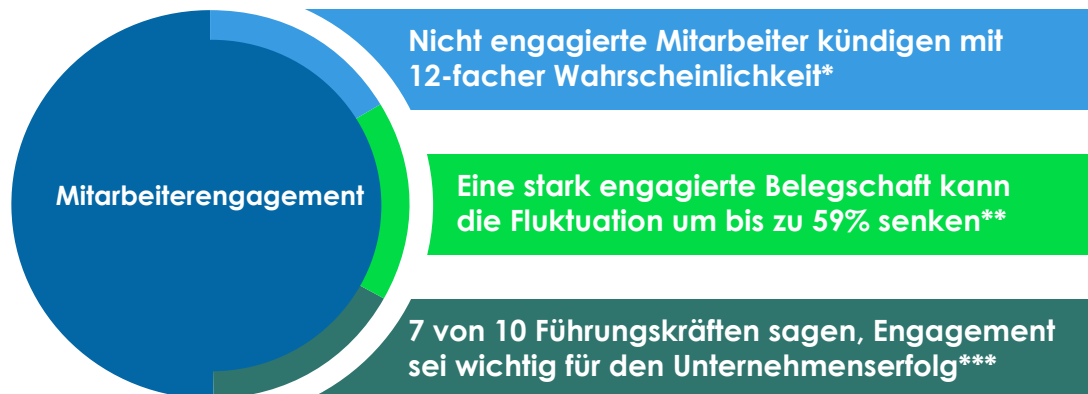 Nicht engagierte Mitarbeiter kündigen mit
12-facher Wahrscheinlichkeit*
Mitarbeiterengagement
Eine stark engagierte Belegschaft kann
die Fluktuation um bis zu 59% senken**
7 von 10 Führungskräften sagen, Engagement
sei wichtig für den Unternehmenserfolg***